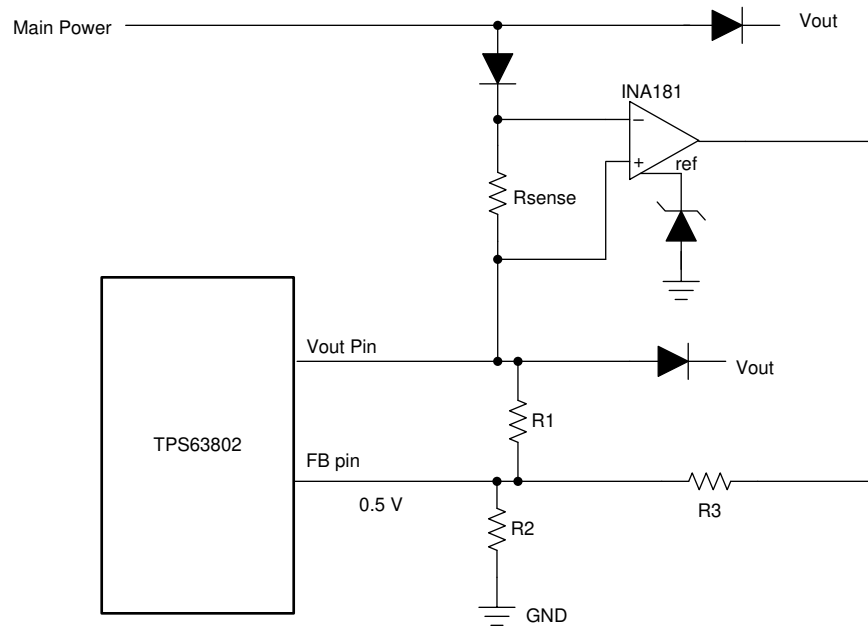 Main Power
Vout
INA181
−
+
ref
Rsense
Vout Pin
Vout
R1
TPS63802
FB pin
0.5 V
R2
R3
GND